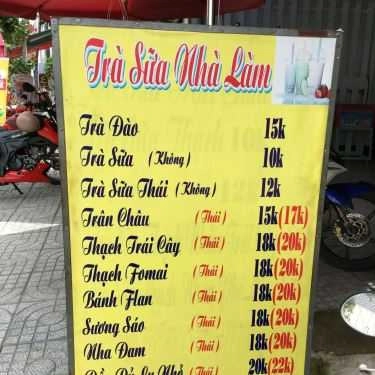 Trà Sữa Nhà Làm
Trà Đào 15k
Trà Sữa (Không) 10k
Trà Sữa Thái (Không) 12k
Trân Châu (Thái) 15k(17k)
Thạch Trái Cây (Thái) 18k(20k)
Thạch Fomai (Thái) 18k(20k)
Bánh Flan (Thái) 18k(20k)
Sương Sáo (Thái) 18k(20k)
Nha Đam (Thái) 18k(20k)
(Thái) 20k(22k)